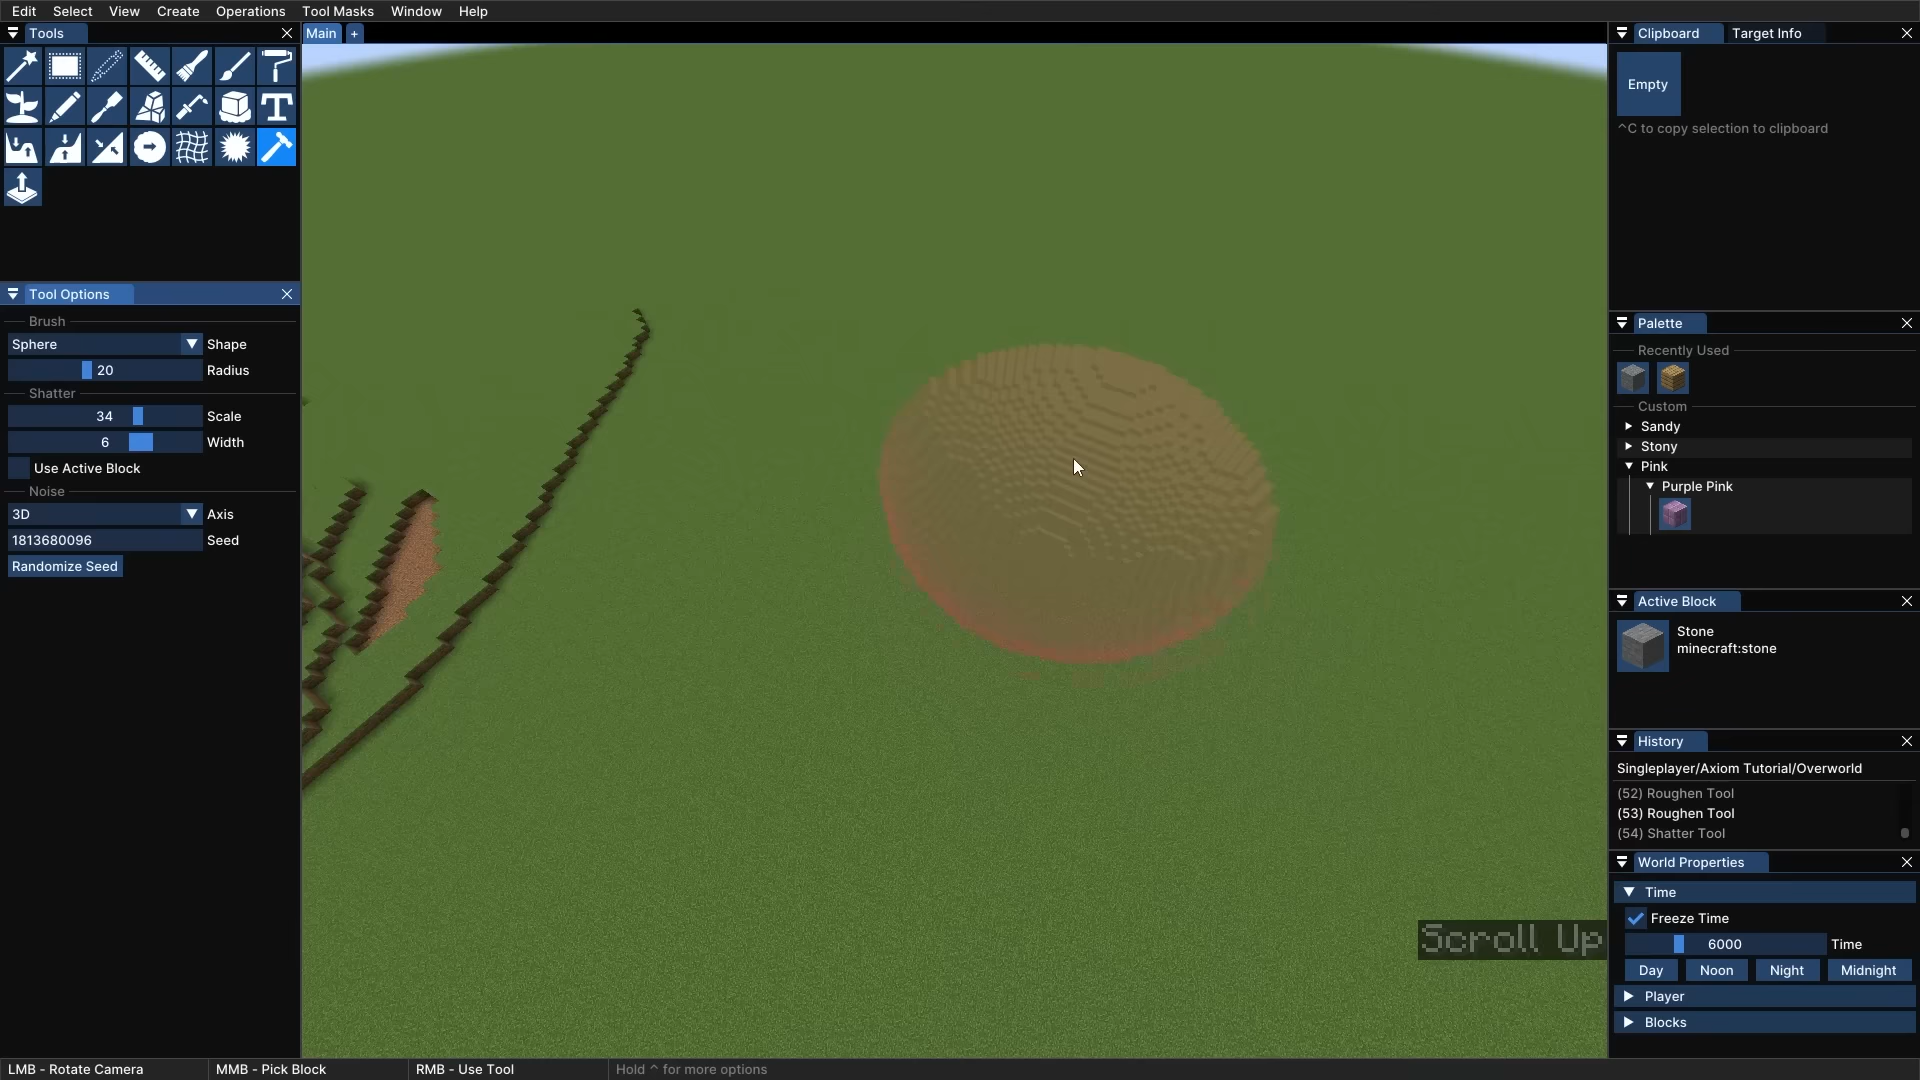 Edit Select View Create Operations Tool Masks Window Help
Tools
Main +
Clipboard Target Info
Empty
^C to copy selection to clipboard
Tool Options
Brush
Sphere Shape
20 Radius
Shatter
34 Scale
6 Width
Use Active Block
Noise
3D Axis
1813680096 Seed
Randomize Seed
Palette
Recently Used
Custom
Sandy
Stony
Pink
Purple Pink
Active Block
Stone
minecraft:stone
History
Singleplayer/Axiom Tutorial/Overworld
(52) Roughen Tool
(53) Roughen Tool
(54) Shatter Tool
World Properties
Time
Freeze Time
6000 Time
Day Noon Night Midnight
Player
Blocks
Scroll Up
LMB - Rotate Camera MMB - Pick Block RMB - Use Tool Hold ^ for more options